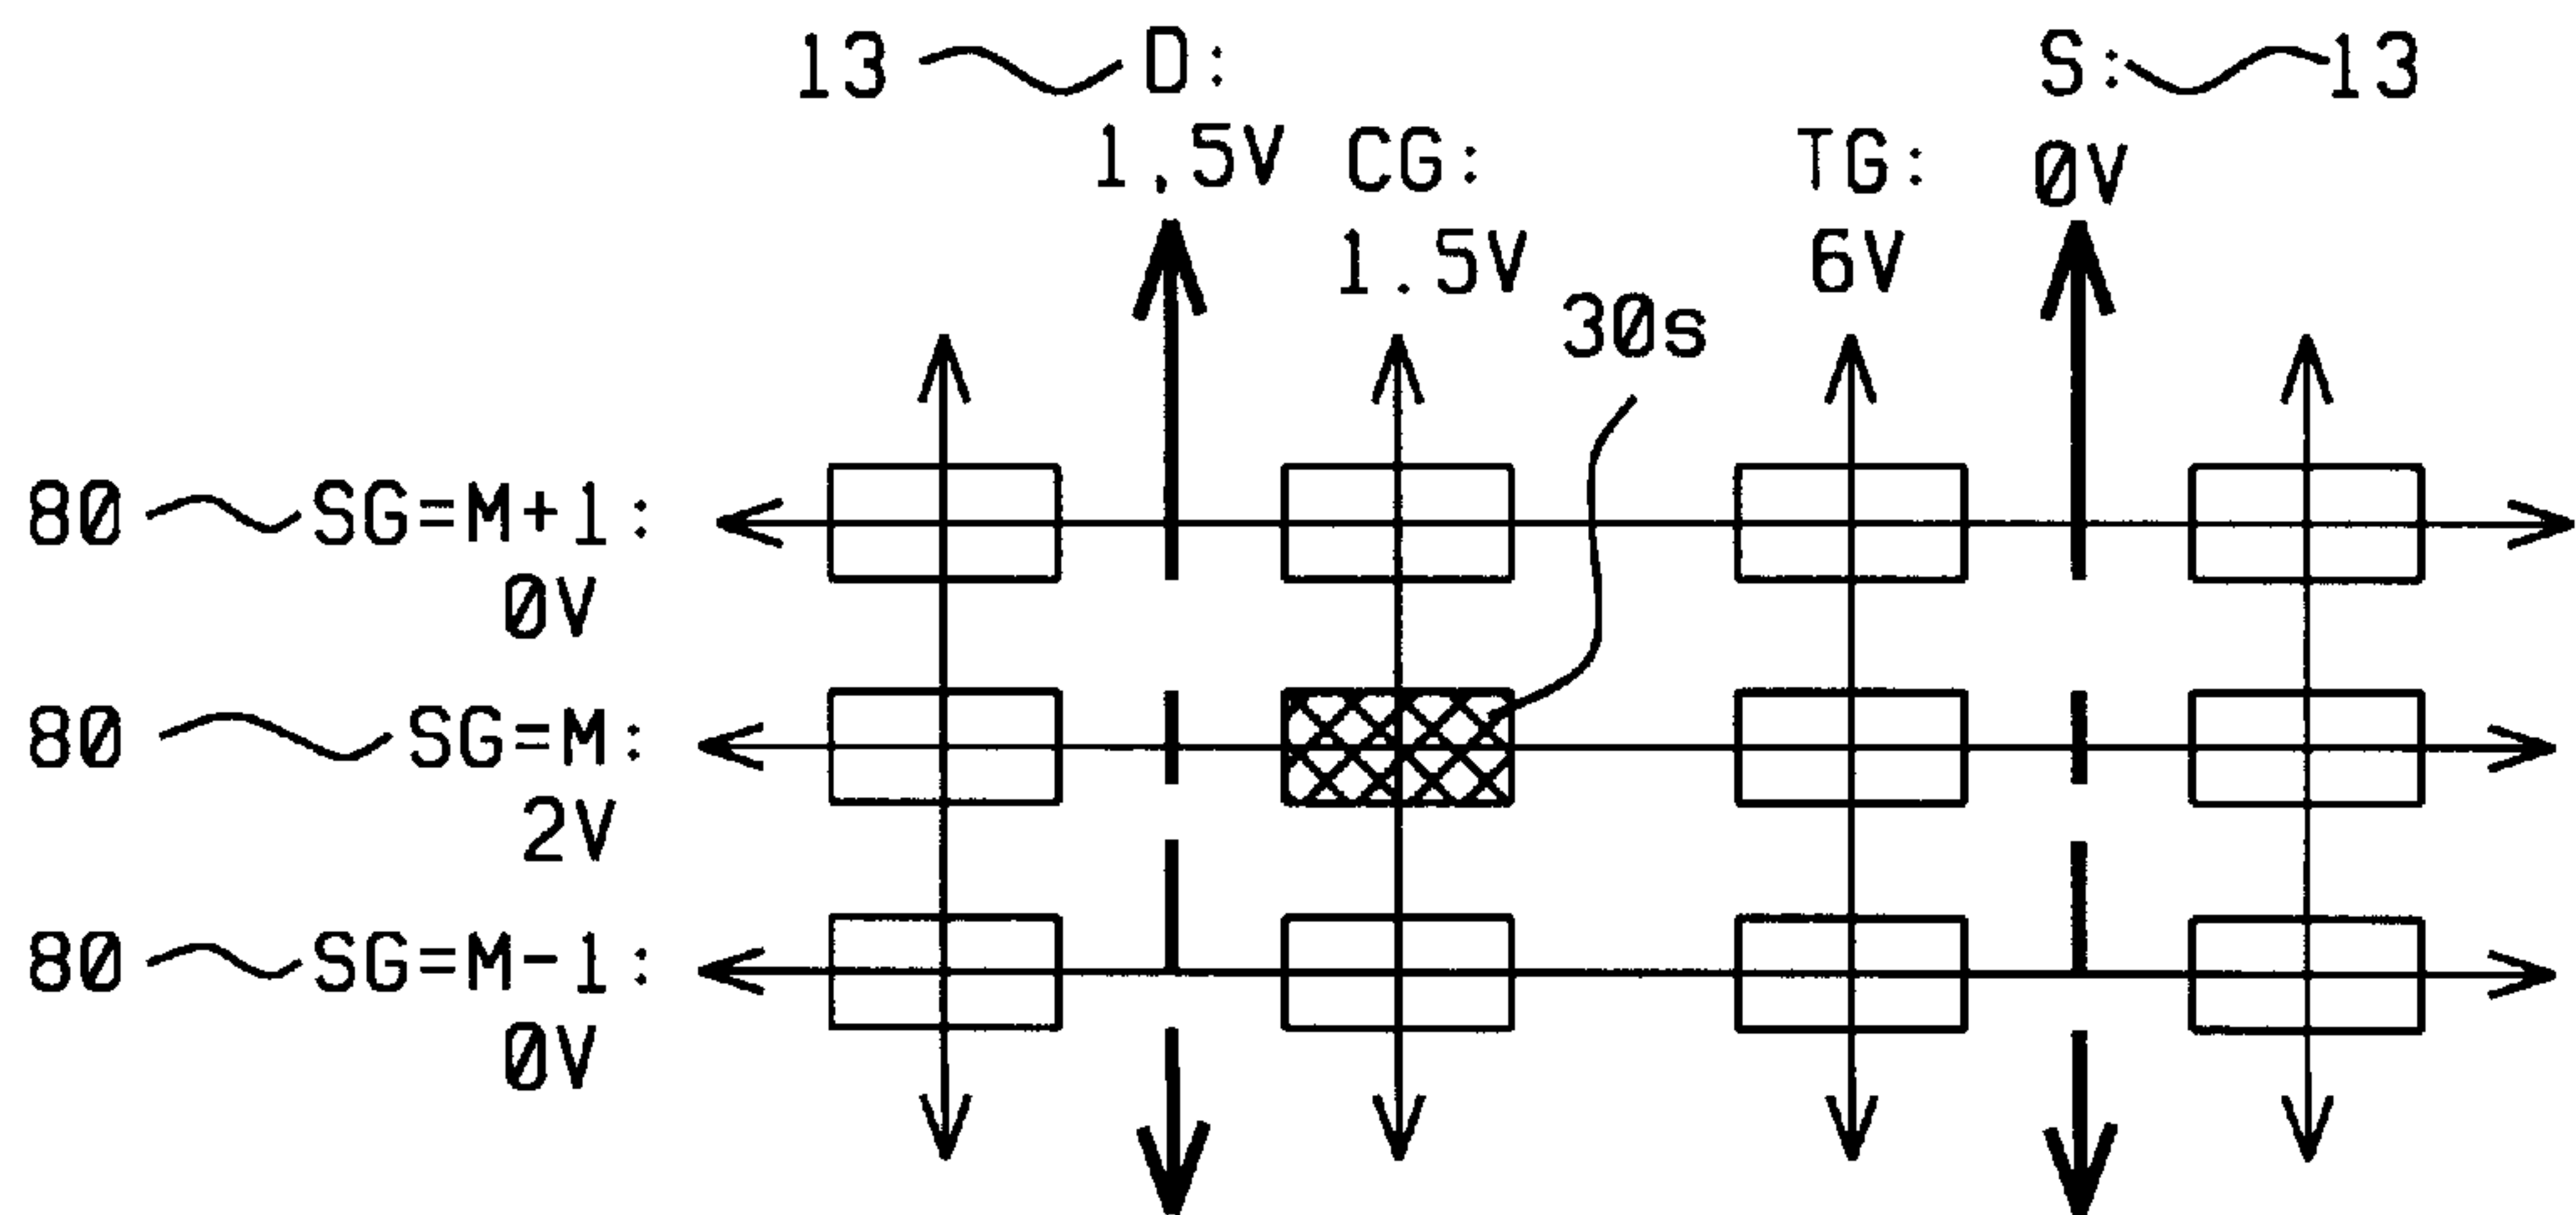 13 D: S: 13
1.5V CG: TG: 0V
1.5V 6V
30s
80 SG=M+1:
0V
80 SG=M:
2V
80 SG=M-1:
0V